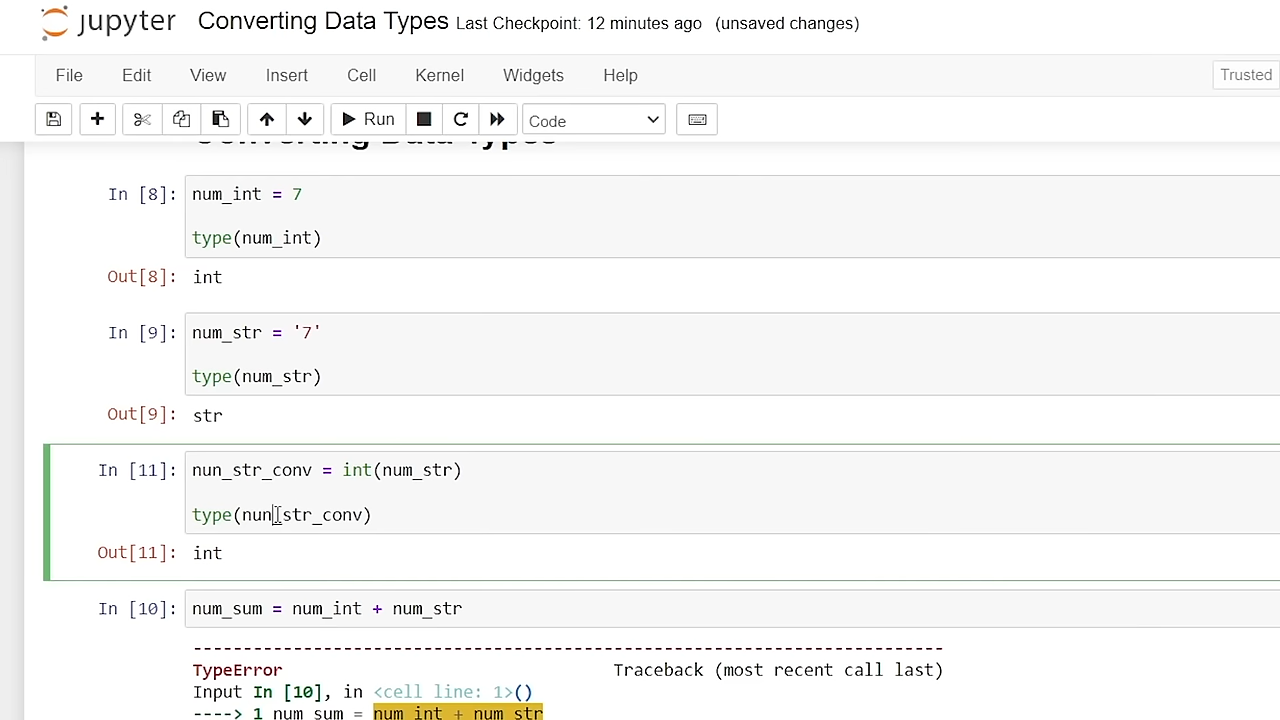 jupyter Converting Data Types Last Checkpoint: 12 minutes ago (unsaved changes)
File Edit View Insert Cell Kernel Widgets Help Trusted
Run Code
Converting Data Types
In [8]: num_int = 7
type(num_int)
Out[8]: int
In [9]: num_str = '7'
type(num_str)
Out[9]: str
In [11]: nun_str_conv = int(num_str)
type(nun_str_conv)
Out[11]: int
In [10]: num_sum = num_int + num_str
---------------------------------------------------------------------------
TypeError Traceback (most recent call last)
Input In [10], in <cell line: 1>()
----> 1 num_sum = num_int + num_str